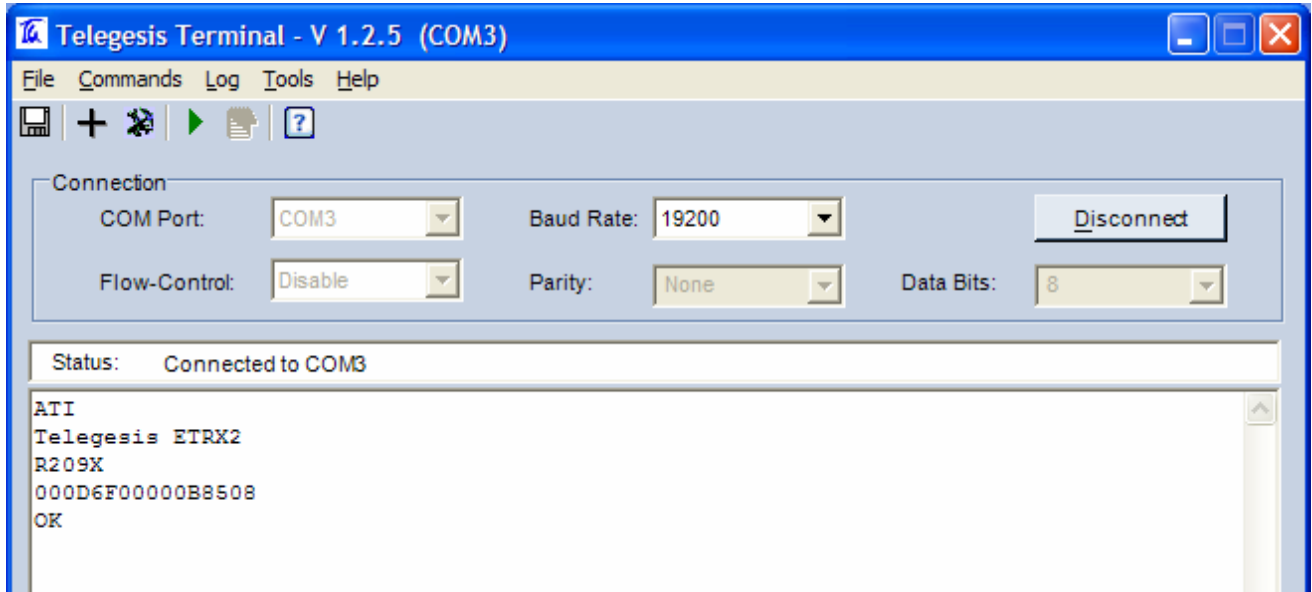 Telegesis Terminal - V 1.2.5 (COM3)
File Commands Log Tools Help
Connection
COM Port: COM3 Baud Rate: 19200 Disconnect
Flow-Control: Disable Parity: None Data Bits: 8
Status: Connected to COM3
ATI
Telegesis ETRX2
R209X
000D6F00000B8508
OK